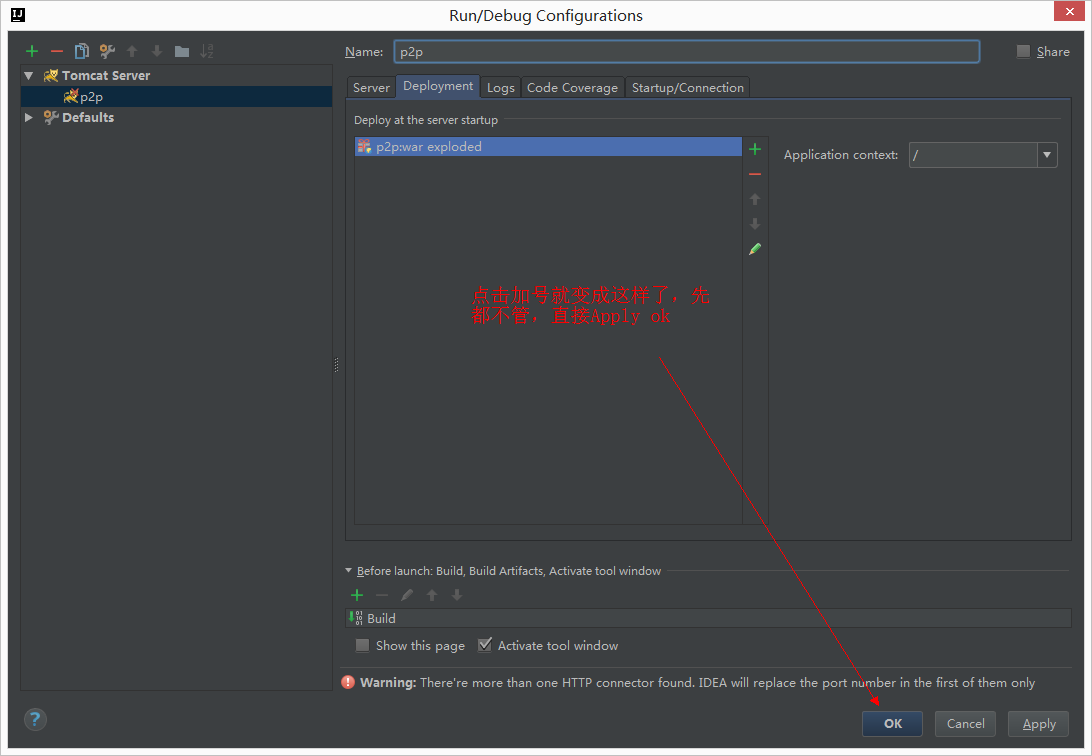 IJ
Run/Debug Configurations
Tomcat Server
p2p
Defaults
Name: p2p
Share
Server Deployment Logs Code Coverage Startup/Connection
Deploy at the server startup
p2p:war exploded
Application context: /
点击加号就变成这样了，先
都不管，直接Apply ok
Before launch: Build, Build Artifacts, Activate tool window
Build
Show this page Activate tool window
Warning: There're more than one HTTP connector found. IDEA will replace the port number in the first of them only
? OK Cancel Apply